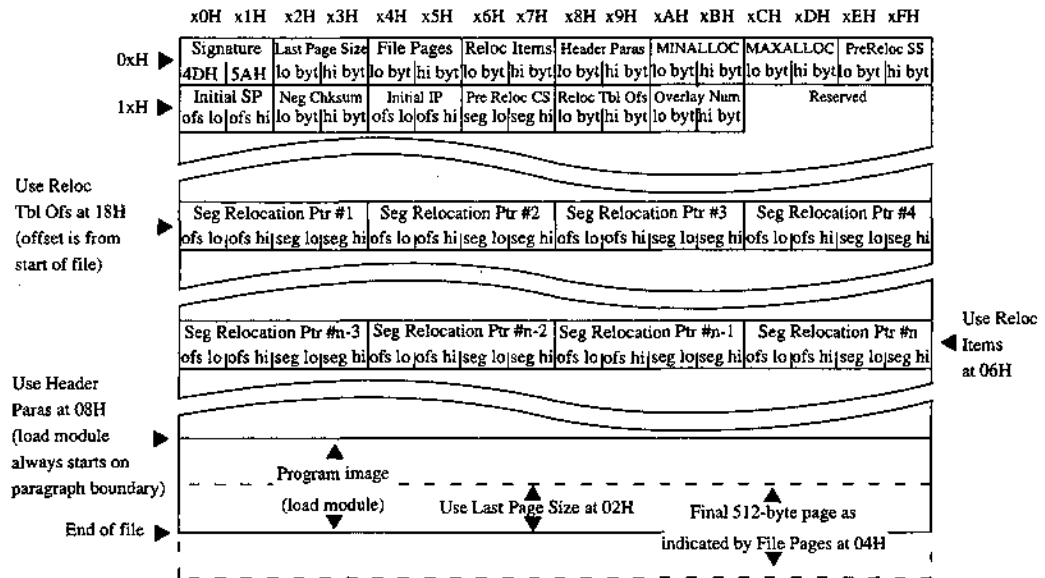 x0H x1H x2H x3H x4H x5H x6H x7H x8H x9H xAH xBH xCH xDH xEH xFH
0xH
Signature Last Page Size File Pages Reloc Items Header Paras MINALLOC MAXALLOC PreReloc SS
4DH 5AH lo byt hi byt lo byt hi byt lo byt hi byt lo byt hi byt lo byt hi byt lo byt hi byt lo byt hi byt
1xH
Initial SP Neg Chksum Initial IP Pre Reloc CS Reloc Tbl Ofs Overlay Num Reserved
ofs lo ofs hi lo byt hi byt ofs lo ofs hi seg lo seg hi lo byt hi byt lo byt hi byt
Use Reloc
Tbl Ofs at 18H
(offset is from
start of file)
Seg Relocation Ptr #1 Seg Relocation Ptr #2 Seg Relocation Ptr #3 Seg Relocation Ptr #4
ofs lo ofs hi seg lo seg hi ofs lo ofs hi seg lo seg hi ofs lo ofs hi seg lo seg hi ofs lo ofs hi seg lo seg hi
Seg Relocation Ptr #n-3 Seg Relocation Ptr #n-2 Seg Relocation Ptr #n-1 Seg Relocation Ptr #n
ofs lo ofs hi seg lo seg hi ofs lo ofs hi seg lo seg hi ofs lo ofs hi seg lo seg hi ofs lo ofs hi seg lo seg hi
Use Reloc
Items
at 06H
Use Header
Paras at 08H
(load module
always starts on
paragraph boundary)
Program image
(load module)
Use Last Page Size at 02H
Final 512-byte page as
indicated by File Pages at 04H
End of file